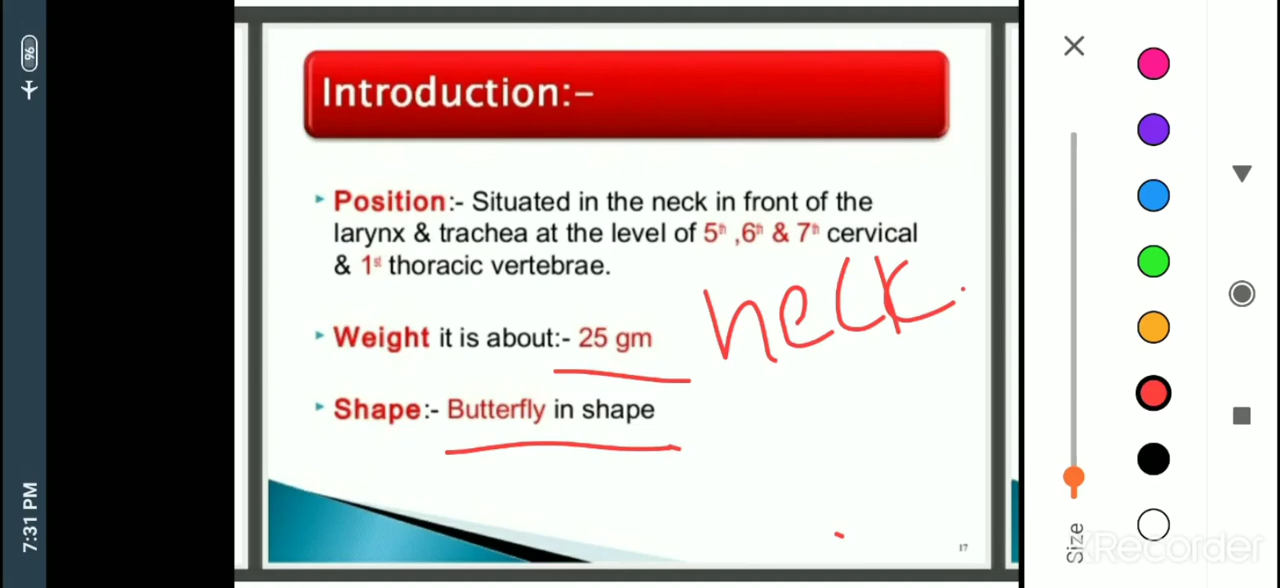 Introduction:-
Position:- Situated in the neck in front of the
larynx & trachea at the level of 5th ,6th & 7th cervical
& 1st thoracic vertebrae.
neck.
Weight it is about:- 25 gm
Shape:- Butterfly in shape
17
7:31 PM
%
Size
XRecorder